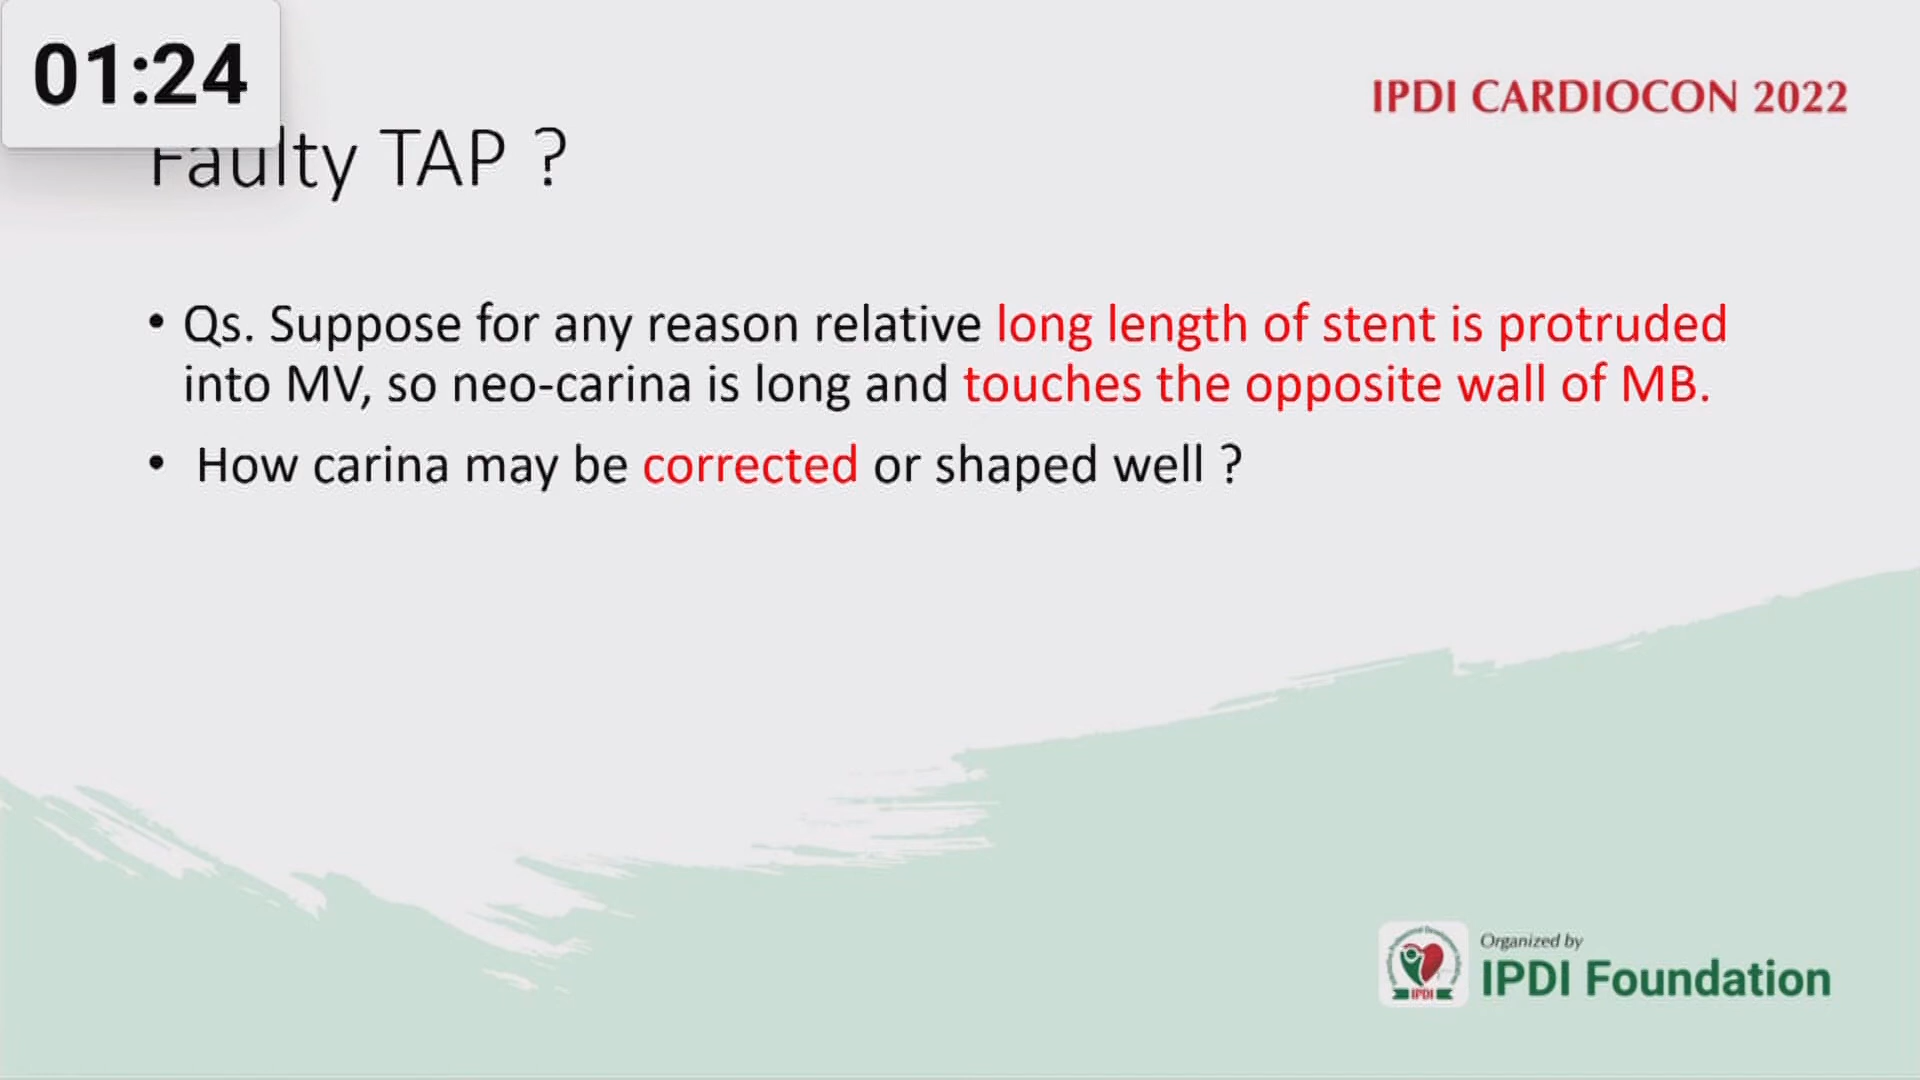 01:24
IPDI CARDIOCON 2022
Faulty TAP ?
• Qs. Suppose for any reason relative long length of stent is protruded
into MV, so neo-carina is long and touches the opposite wall of MB.
• How carina may be corrected or shaped well ?
Organized by
IPDI Foundation
IPDI